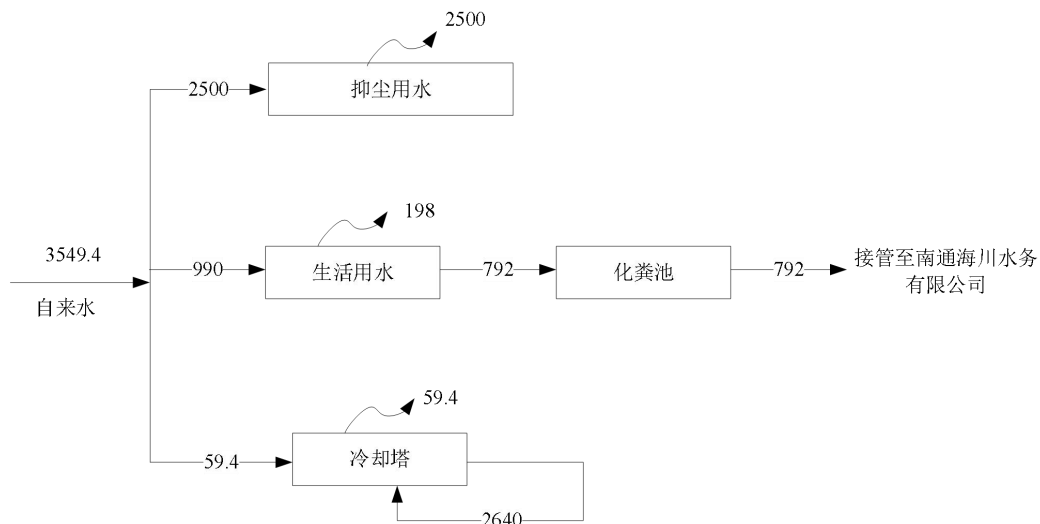 2500
2500
抑尘用水
198
3549.4
自来水
990
生活用水
792
化粪池
792
接管至南通海川水务
有限公司
59.4
59.4
冷却塔
2640